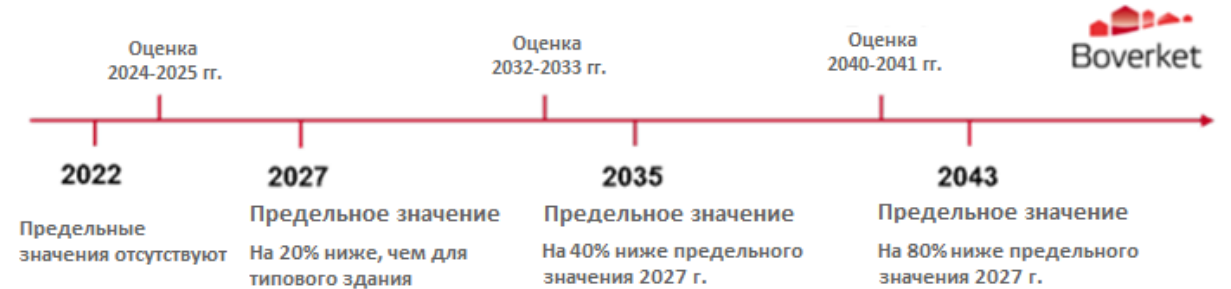 Оценка
2024-2025 гг.
Оценка
2032-2033 гг.
Оценка
2040-2041 гг.
Boverket
2022
Предельные
значения отсутствуют
2027
Предельное значение
На 20% ниже, чем для
типового здания
2035
Предельное значение
На 40% ниже предельного
значения 2027 г.
2043
Предельное значение
На 80% ниже предельного
значения 2027 г.